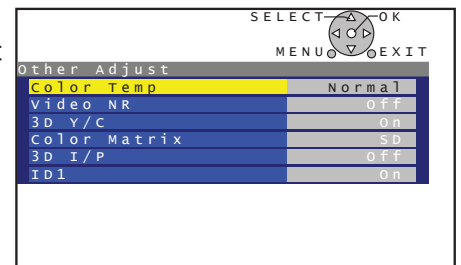 SELECT OK
MENU EXIT
Other Adjust
Color Temp Normal
Video NR Off
3D Y/C On
Color Matrix SD
3D I/P Off
ID1 On